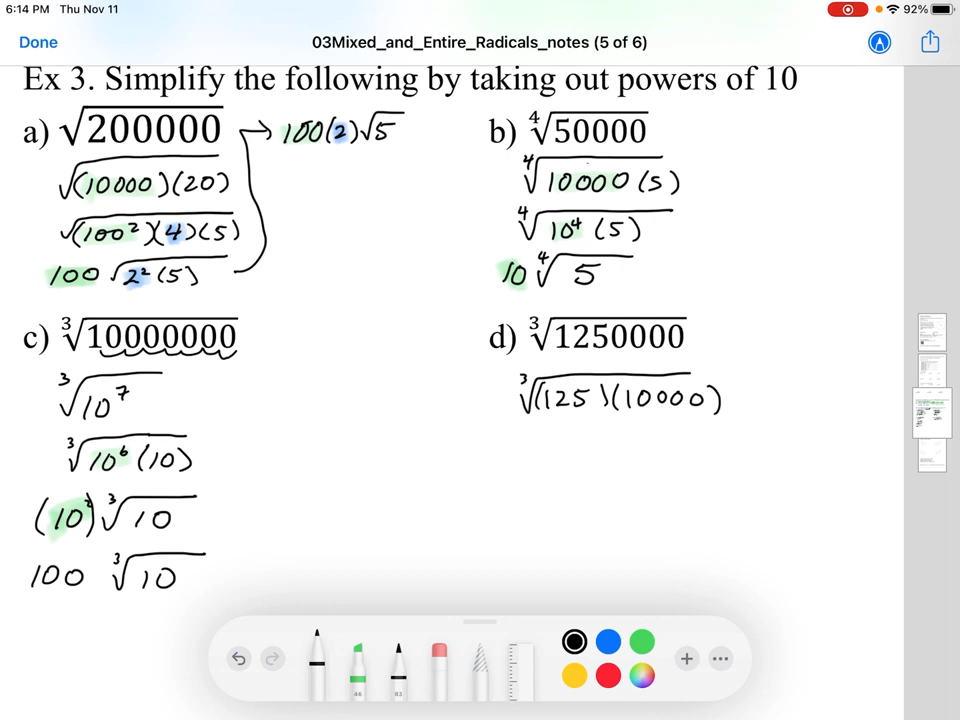 6:14 PM Thu Nov 11 92%
Done 03Mixed_and_Entire_Radicals_notes (5 of 6)
Ex 3. Simplify the following by taking out powers of 10
a) √200000 → 100(2)√5
√(10000)(20)
√(100²)(4)(5)
100 √2²(5)
b) ⁴√50000
⁴√10000(5)
⁴√10⁴(5)
10 ⁴√5
c) ³√10000000
³√10⁷
³√10⁶(10)
(10²) ³√10
100 ³√10
d) ³√1250000
³√(125)(10000)
46 83